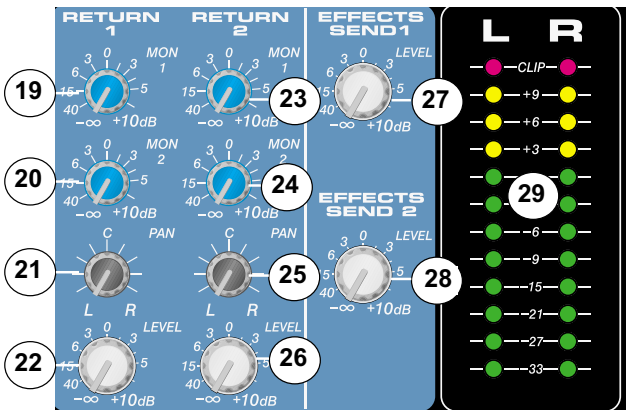 RETURN 1
RETURN 2
EFFECTS SEND1
L R
3 0 3 6 5 15 40 -∞ +10dB MON 1
3 0 3 6 5 40 -∞ +10dB MON 1
3 0 3 6 5 40 -∞ +10dB LEVEL
19
23
27
CLIP
+9
+6
+3
3 0 3 6 5 15 40 -∞ +10dB MON 2
3 0 3 6 15 40 -∞ +10dB MON 2
20
24
29
EFFECTS SEND 2
-6
C PAN L R
C PAN L R
3 0 3 6 5 40 -∞ +10dB LEVEL
21
25
28
-9
-15
-21
-27
-33
3 0 3 6 5 15 40 -∞ +10dB LEVEL
3 0 3 6 15 40 -∞ +10dB LEVEL
22
26